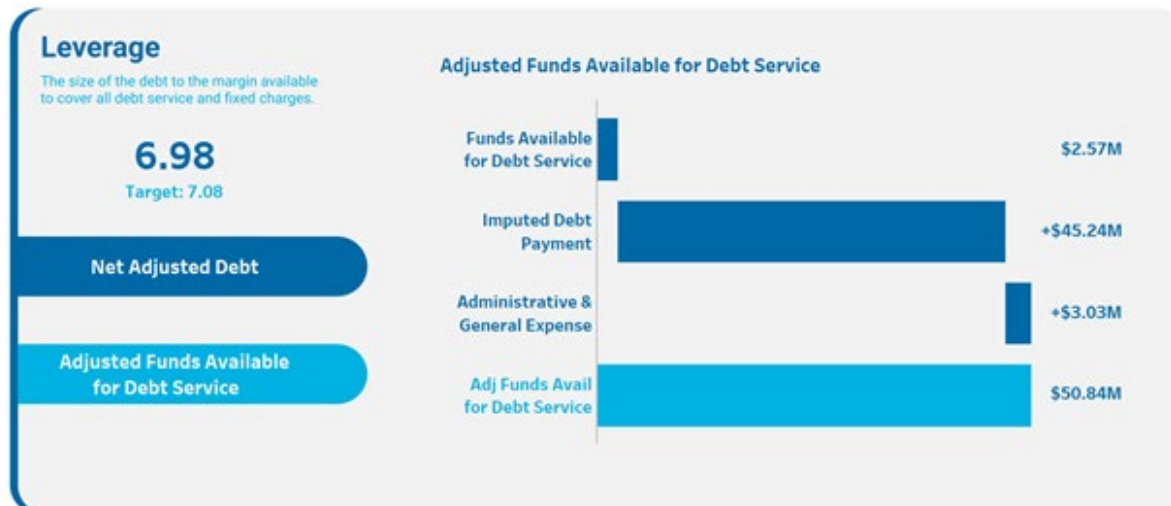 Leverage
The size of the debt to the margin available
to cover all debt service and fixed charges.
6.98
Target: 7.08
Net Adjusted Debt
Adjusted Funds Available
for Debt Service
Adjusted Funds Available for Debt Service
Funds Available
for Debt Service
$2.57M
Imputed Debt
Payment
+$45.24M
Administrative &
General Expense
+$3.03M
Adj Funds Avail
for Debt Service
$50.84M